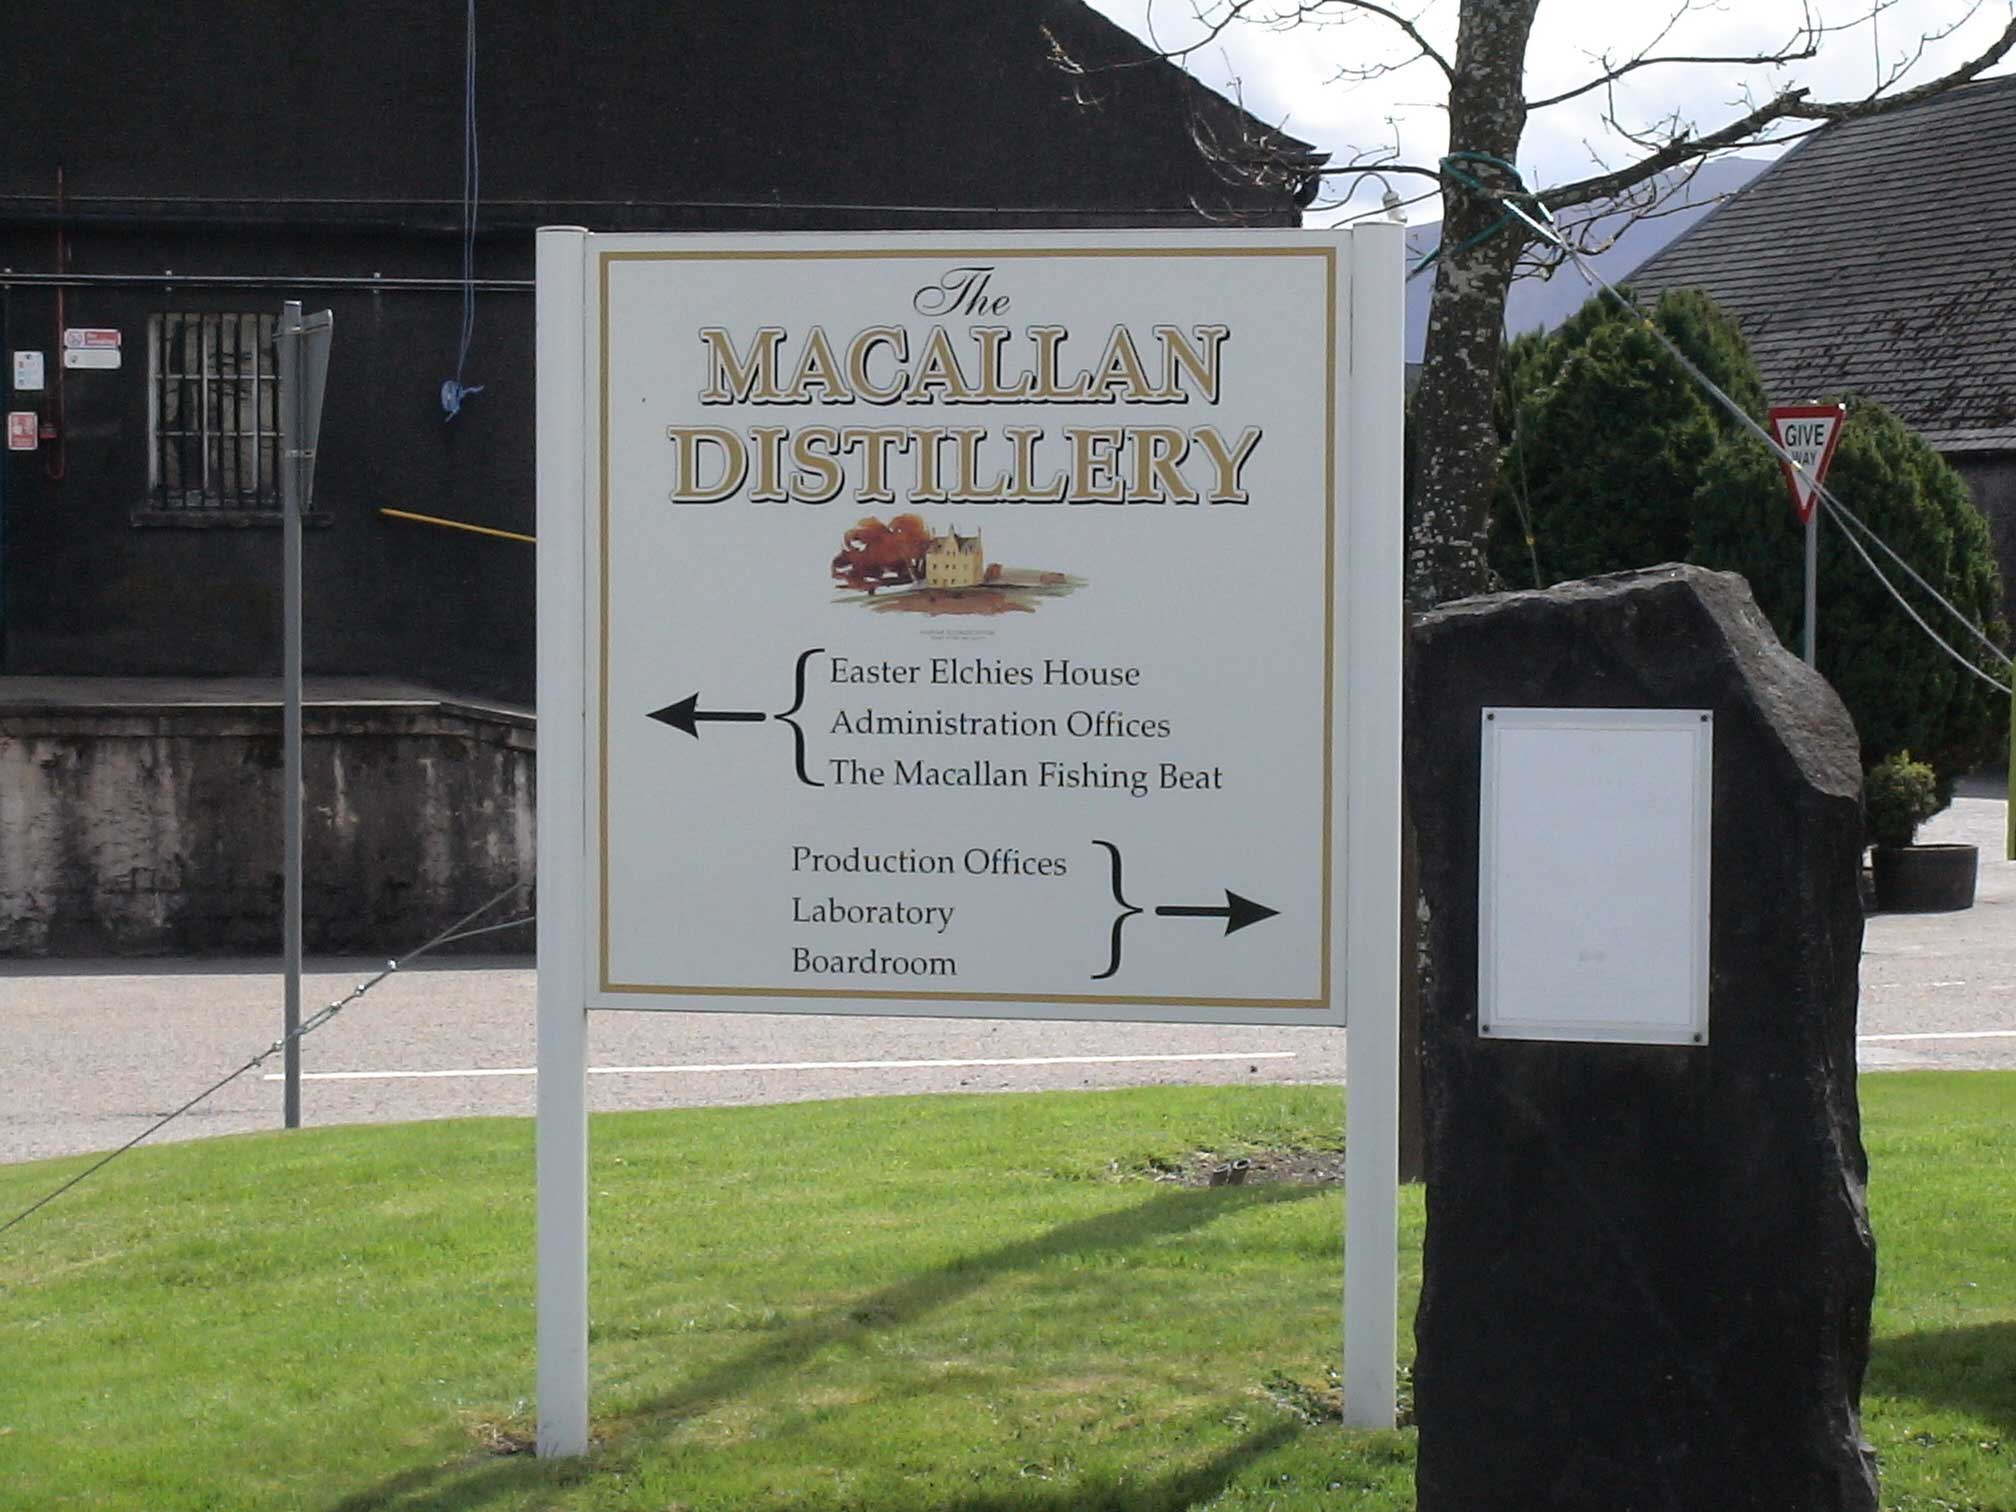 The
MACALLAN
DISTILLERY
Easter Elchies House
Administration Offices
The Macallan Fishing Beat
Production Offices
Laboratory
Boardroom
GIVE
WAY